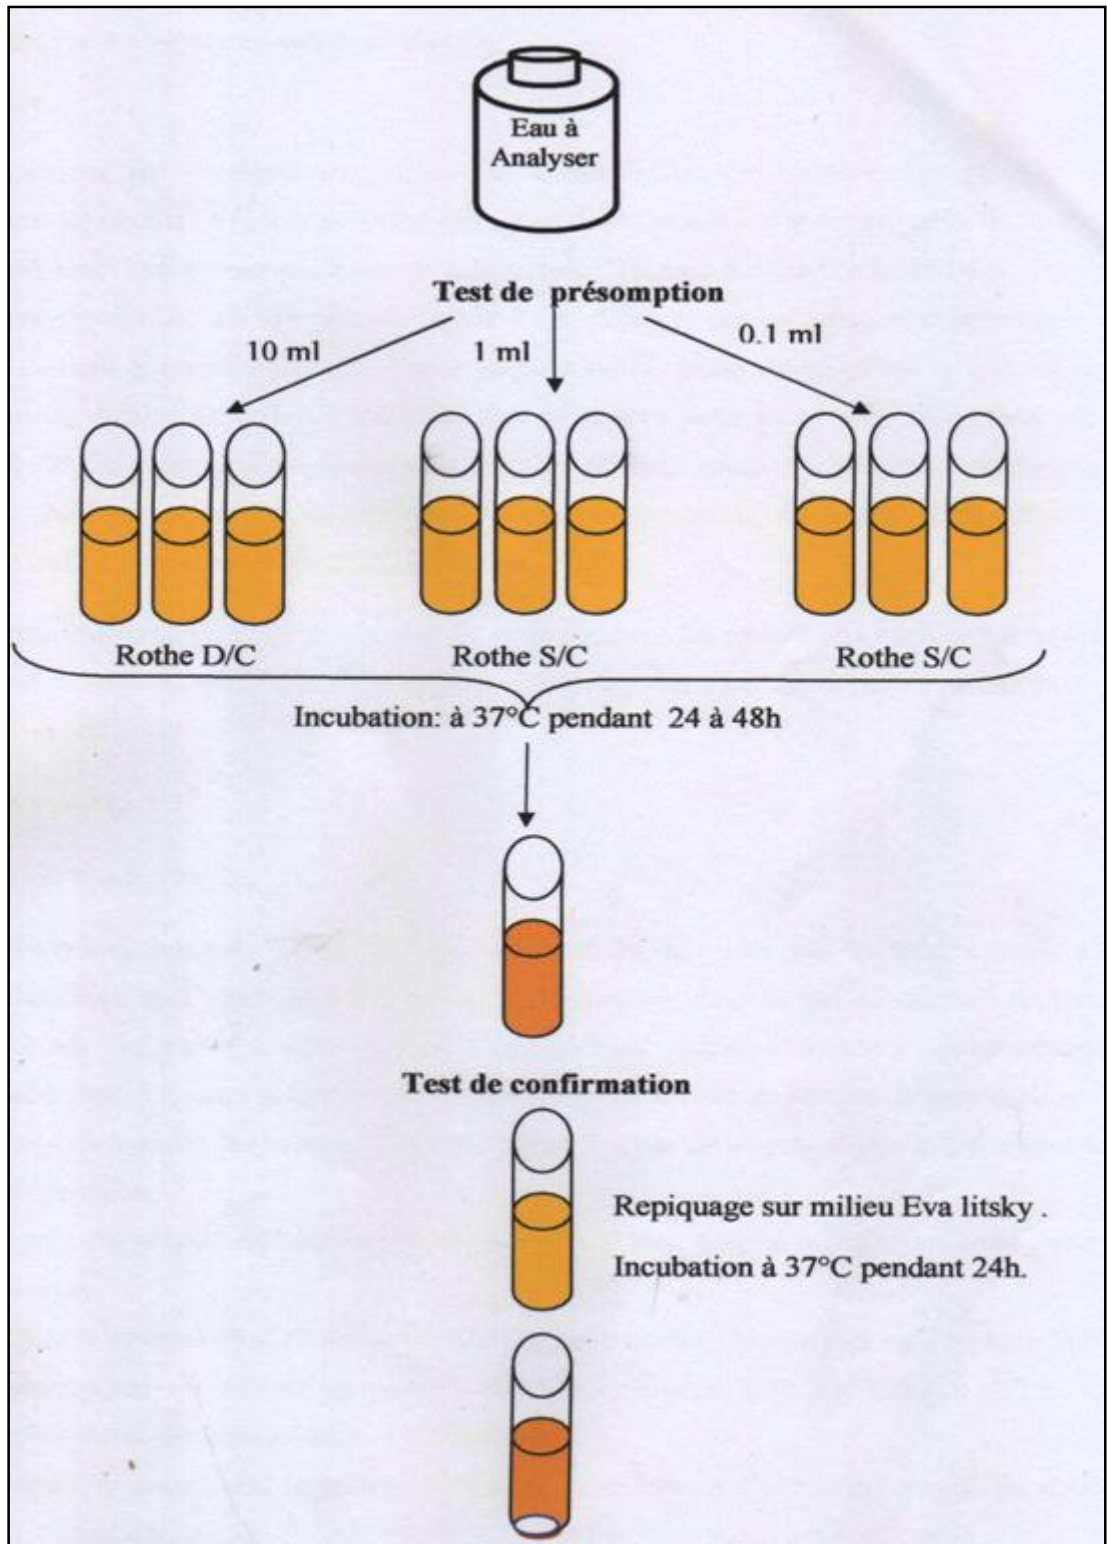 Eau à
Analyser
Test de présomption
10 ml
1 ml
0.1 ml
Rothe D/C
Rothe S/C
Rothe S/C
Incubation: à 37°C pendant 24 à 48h
Test de confirmation
Repiquage sur milieu Eva litsky .
Incubation à 37°C pendant 24h.